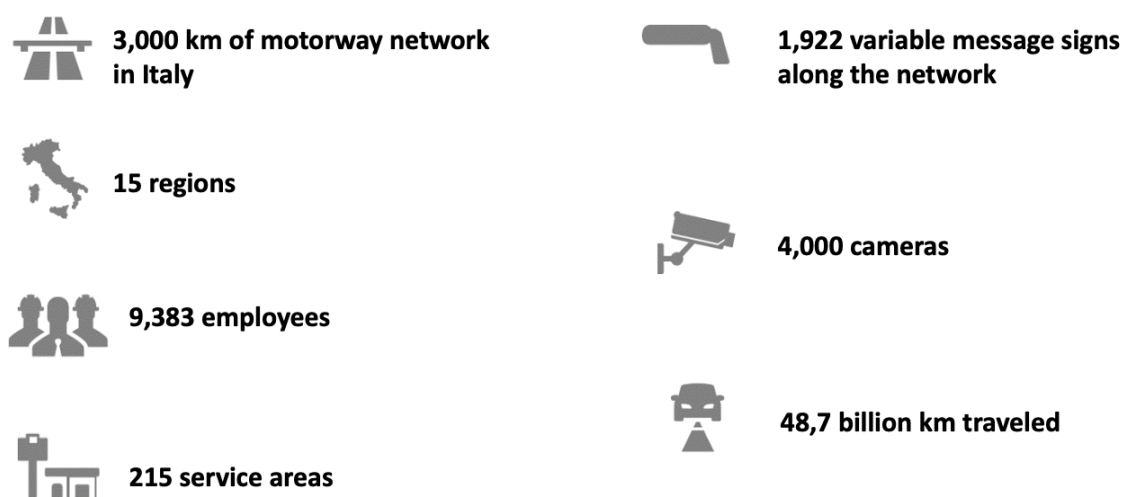 3,000 km of motorway network
in Italy
15 regions
9,383 employees
215 service areas
1,922 variable message signs
along the network
4,000 cameras
48,7 billion km traveled